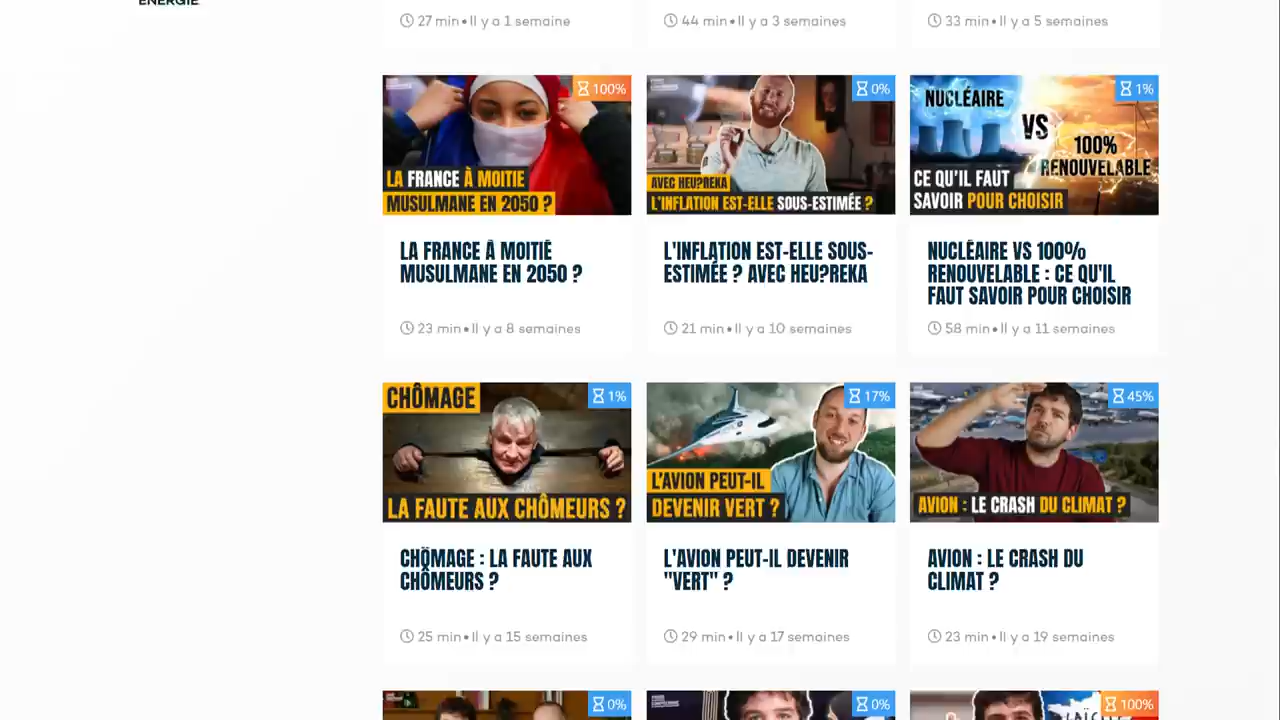 ÉNERGIE
27 min • Il y a 1 semaine
44 min • Il y a 3 semaines
33 min • Il y a 5 semaines
100%
LA FRANCE À MOITIE
MUSULMANE EN 2050 ?
LA FRANCE À MOITIÉ
MUSULMANE EN 2050 ?
23 min • Il y a 8 semaines
0%
AVEC HEU?REKA
L'INFLATION EST-ELLE SOUS-ESTIMÉE ?
L'INFLATION EST-ELLE SOUS-
ESTIMÉE ? AVEC HEU?REKA
21 min • Il y a 10 semaines
1%
NUCLÉAIRE
VS
100%
RENOUVELABLE
CE QU'IL FAUT
SAVOIR POUR CHOISIR
NUCLÉAIRE VS 100%
RENOUVELABLE : CE QU'IL
FAUT SAVOIR POUR CHOISIR
58 min • Il y a 11 semaines
CHÔMAGE
1%
LA FAUTE AUX CHÔMEURS ?
CHÔMAGE : LA FAUTE AUX
CHÔMEURS ?
25 min • Il y a 15 semaines
17%
L'AVION PEUT-IL
DEVENIR VERT ?
L'AVION PEUT-IL DEVENIR
"VERT" ?
29 min • Il y a 17 semaines
45%
AVION : LE CRASH DU CLIMAT ?
AVION : LE CRASH DU
CLIMAT ?
23 min • Il y a 19 semaines
0%
0%
100%